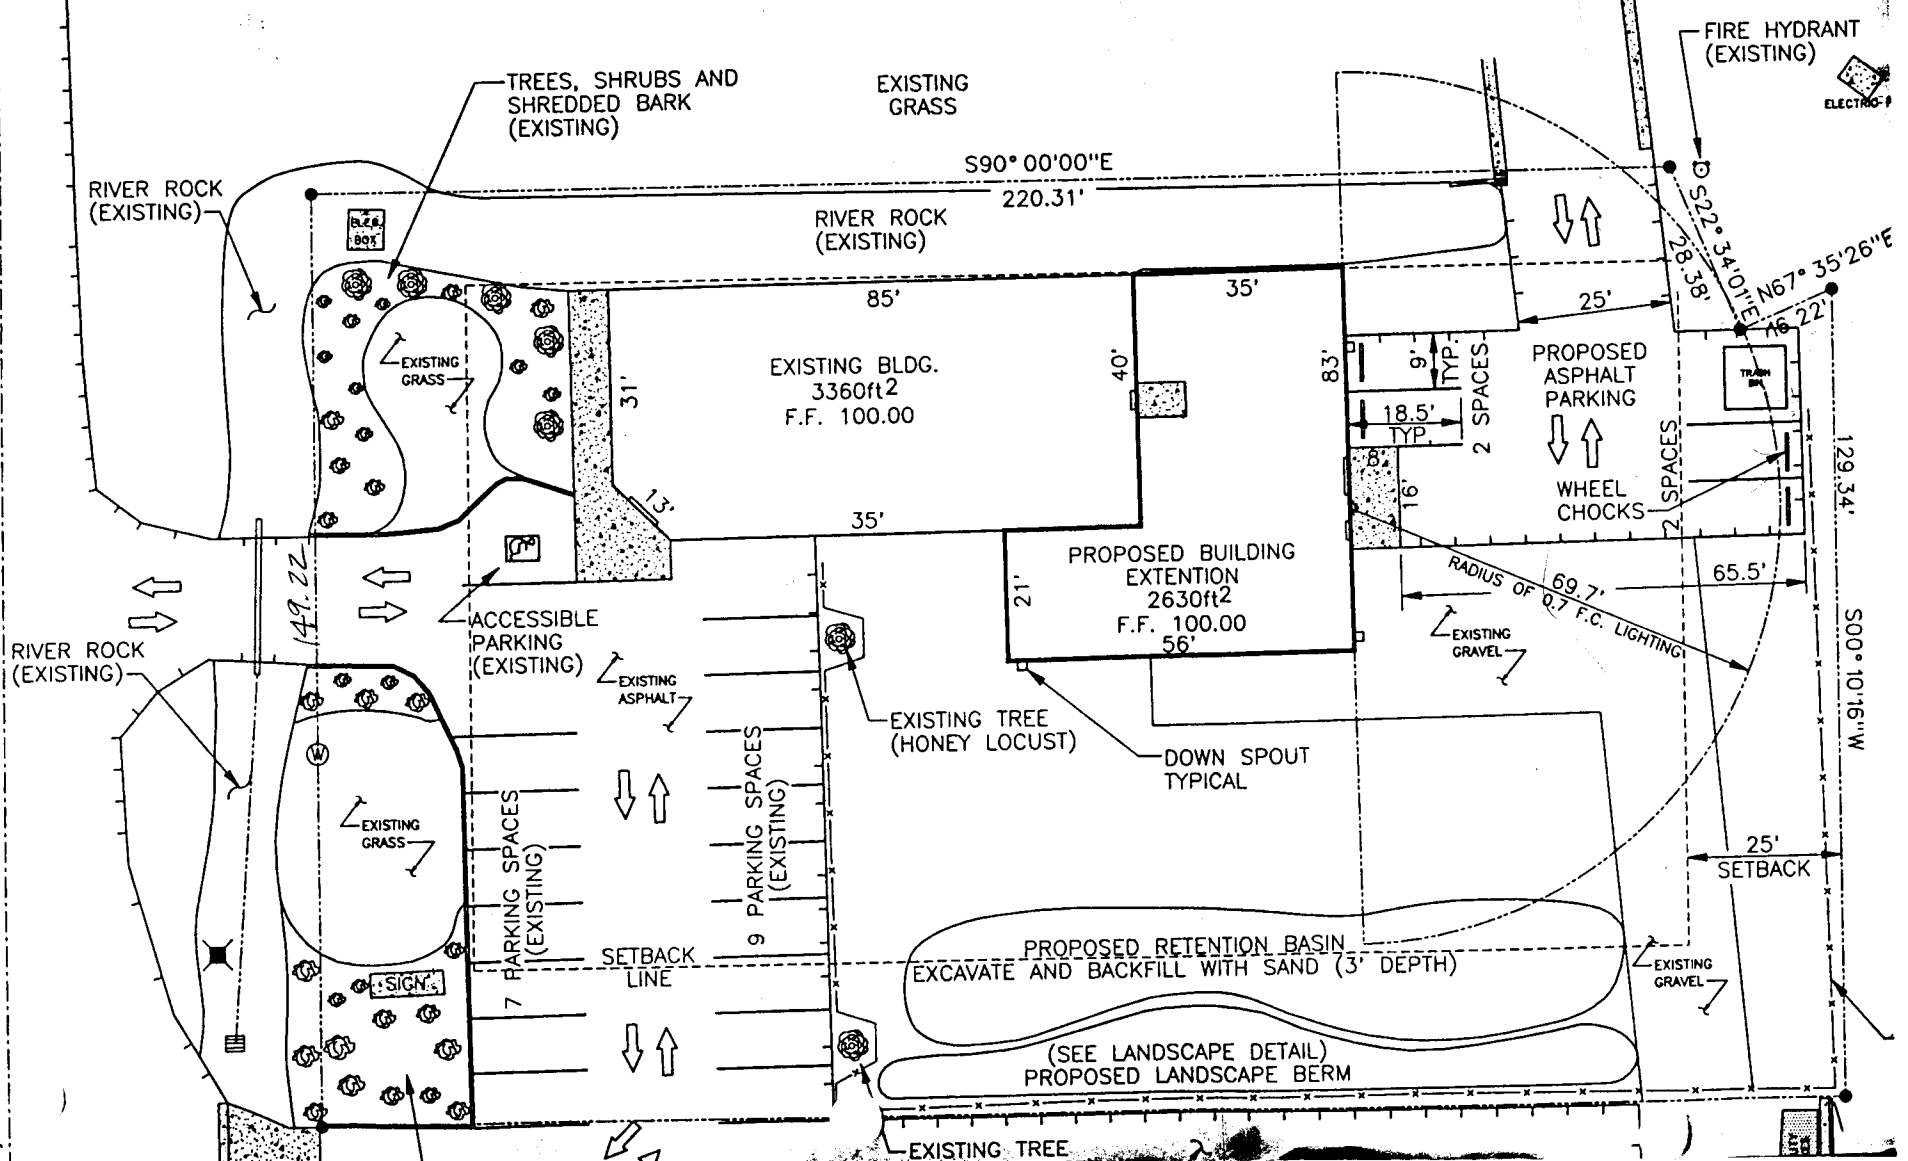 FIRE HYDRANT
(EXISTING)
TREES, SHRUBS AND
SHREDDED BARK
(EXISTING)
EXISTING
GRASS
S90°00'00"E
220.31'
RIVER ROCK
(EXISTING)
RIVER ROCK
(EXISTING)
ELEC.
BOX
S22°34'01"E
28.38'
N67°35'26"E
25'
85'
35'
EXISTING
GRASS
31'
EXISTING BLDG.
3360ft2
F.F. 100.00
40'
83'
9'
TYP.
18.5'
TYP.
2 SPACES
PROPOSED
ASPHALT
PARKING
TRASH
BIN
8'
16'
2 SPACES
WHEEL
CHOCKS
129.34'
13'
35'
149.22
PROPOSED BUILDING
EXTENTION
2630ft2
F.F. 100.00
56'
21'
RADIUS OF 0.7 F.C. LIGHTING
69.7'
65.5'
ACCESSIBLE
PARKING
(EXISTING)
RIVER ROCK
(EXISTING)
EXISTING
ASPHALT
EXISTING
GRAVEL
S00°10'16"W
EXISTING TREE
(HONEY LOCUST)
DOWN SPOUT
TYPICAL
W
EXISTING
GRASS
7 PARKING SPACES
(EXISTING)
9 PARKING SPACES
(EXISTING)
25'
SETBACK
SETBACK
LINE
PROPOSED RETENTION BASIN
EXCAVATE AND BACKFILL WITH SAND (3' DEPTH)
EXISTING
GRAVEL
SIGN
(SEE LANDSCAPE DETAIL)
PROPOSED LANDSCAPE BERM
EXISTING TREE